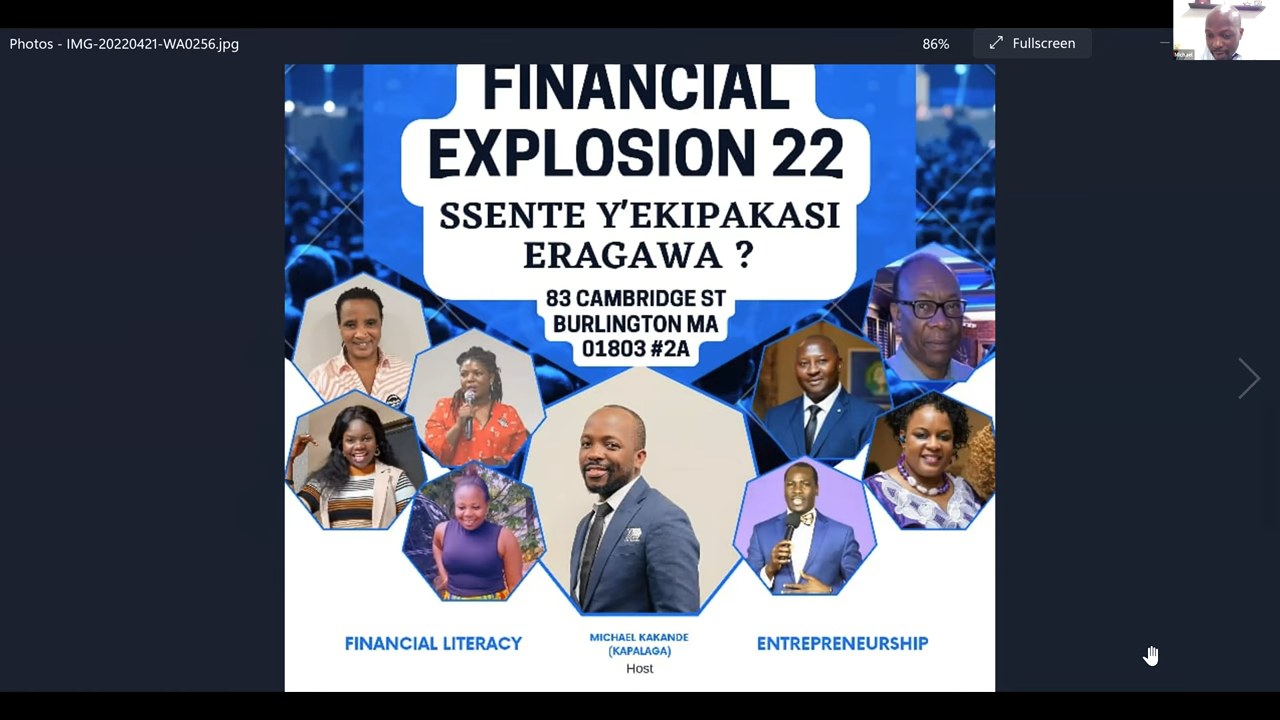 Photos - IMG-20220421-WA0256.jpg
86%
Fullscreen
Michael
FINANCIAL
EXPLOSION 22
SSENTE Y'EKIPAKASI
ERAGAWA ?
83 CAMBRIDGE ST
BURLINGTON MA
01803 #2A
FINANCIAL LITERACY
MICHAEL KAKANDE
(KAPALAGA)
Host
ENTREPRENEURSHIP